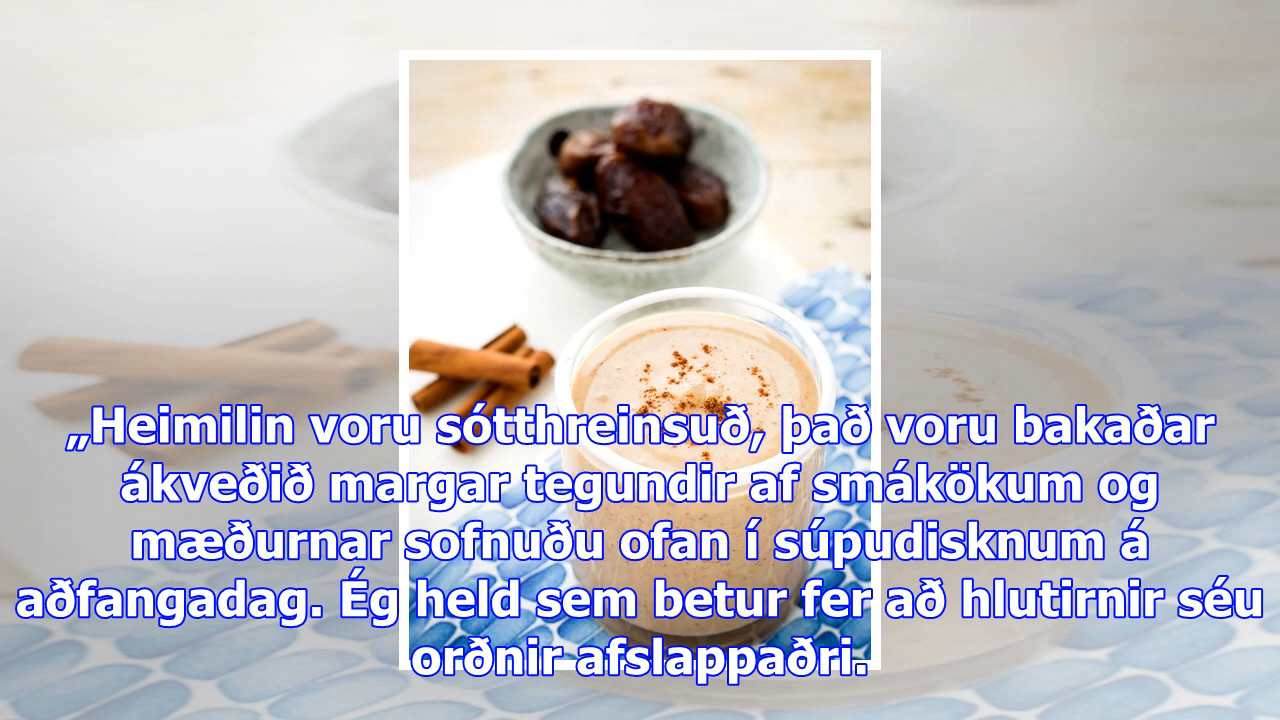 „Heimilin voru sótthreinsuð, það voru bakaðar
ákveðið margar tegundir af smákökum og
mæðurnar sofnuðu ofan í súpudisknum á
aðfangadag. Ég held sem betur fer að hlutirnir séu
orðnir afslappaðri.